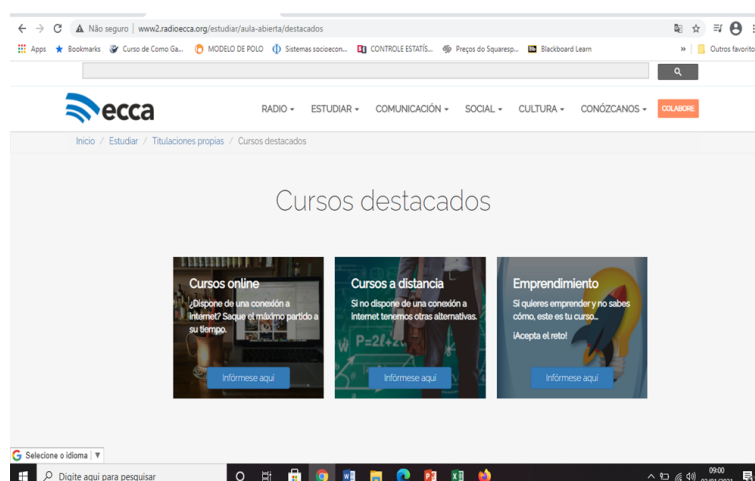 Não seguro | www2.radioecca.org/estudiar/aula-abierta/destacados
Apps Bookmarks Curso de Como Ga... MODELO DE POLO Sistemas socioecon... CONTROLE ESTATÍS... Preços do Squaresp... Blackboard Learn » Outros favorito
ecca
RADIO ESTUDIAR COMUNICACIÓN SOCIAL CULTURA CONÓZCANOS COLABORE
Inicio / Estudiar / Titulaciones propias / Cursos destacados
Cursos destacados
Cursos online
¿Dispone de una conexión a
Internet? Saque el máximo partido a
su tiempo.
Infórmese aquí
Cursos a distancia
Si no dispone de una conexión a
Internet tenemos otras alternativas.
Infórmese aquí
Emprendimiento
Si quieres emprender y no sabes
cómo, este es tu curso...
¡Acepta el reto!
Infórmese aquí
Selecione o idioma
Digite aqui para pesquisar
09:00